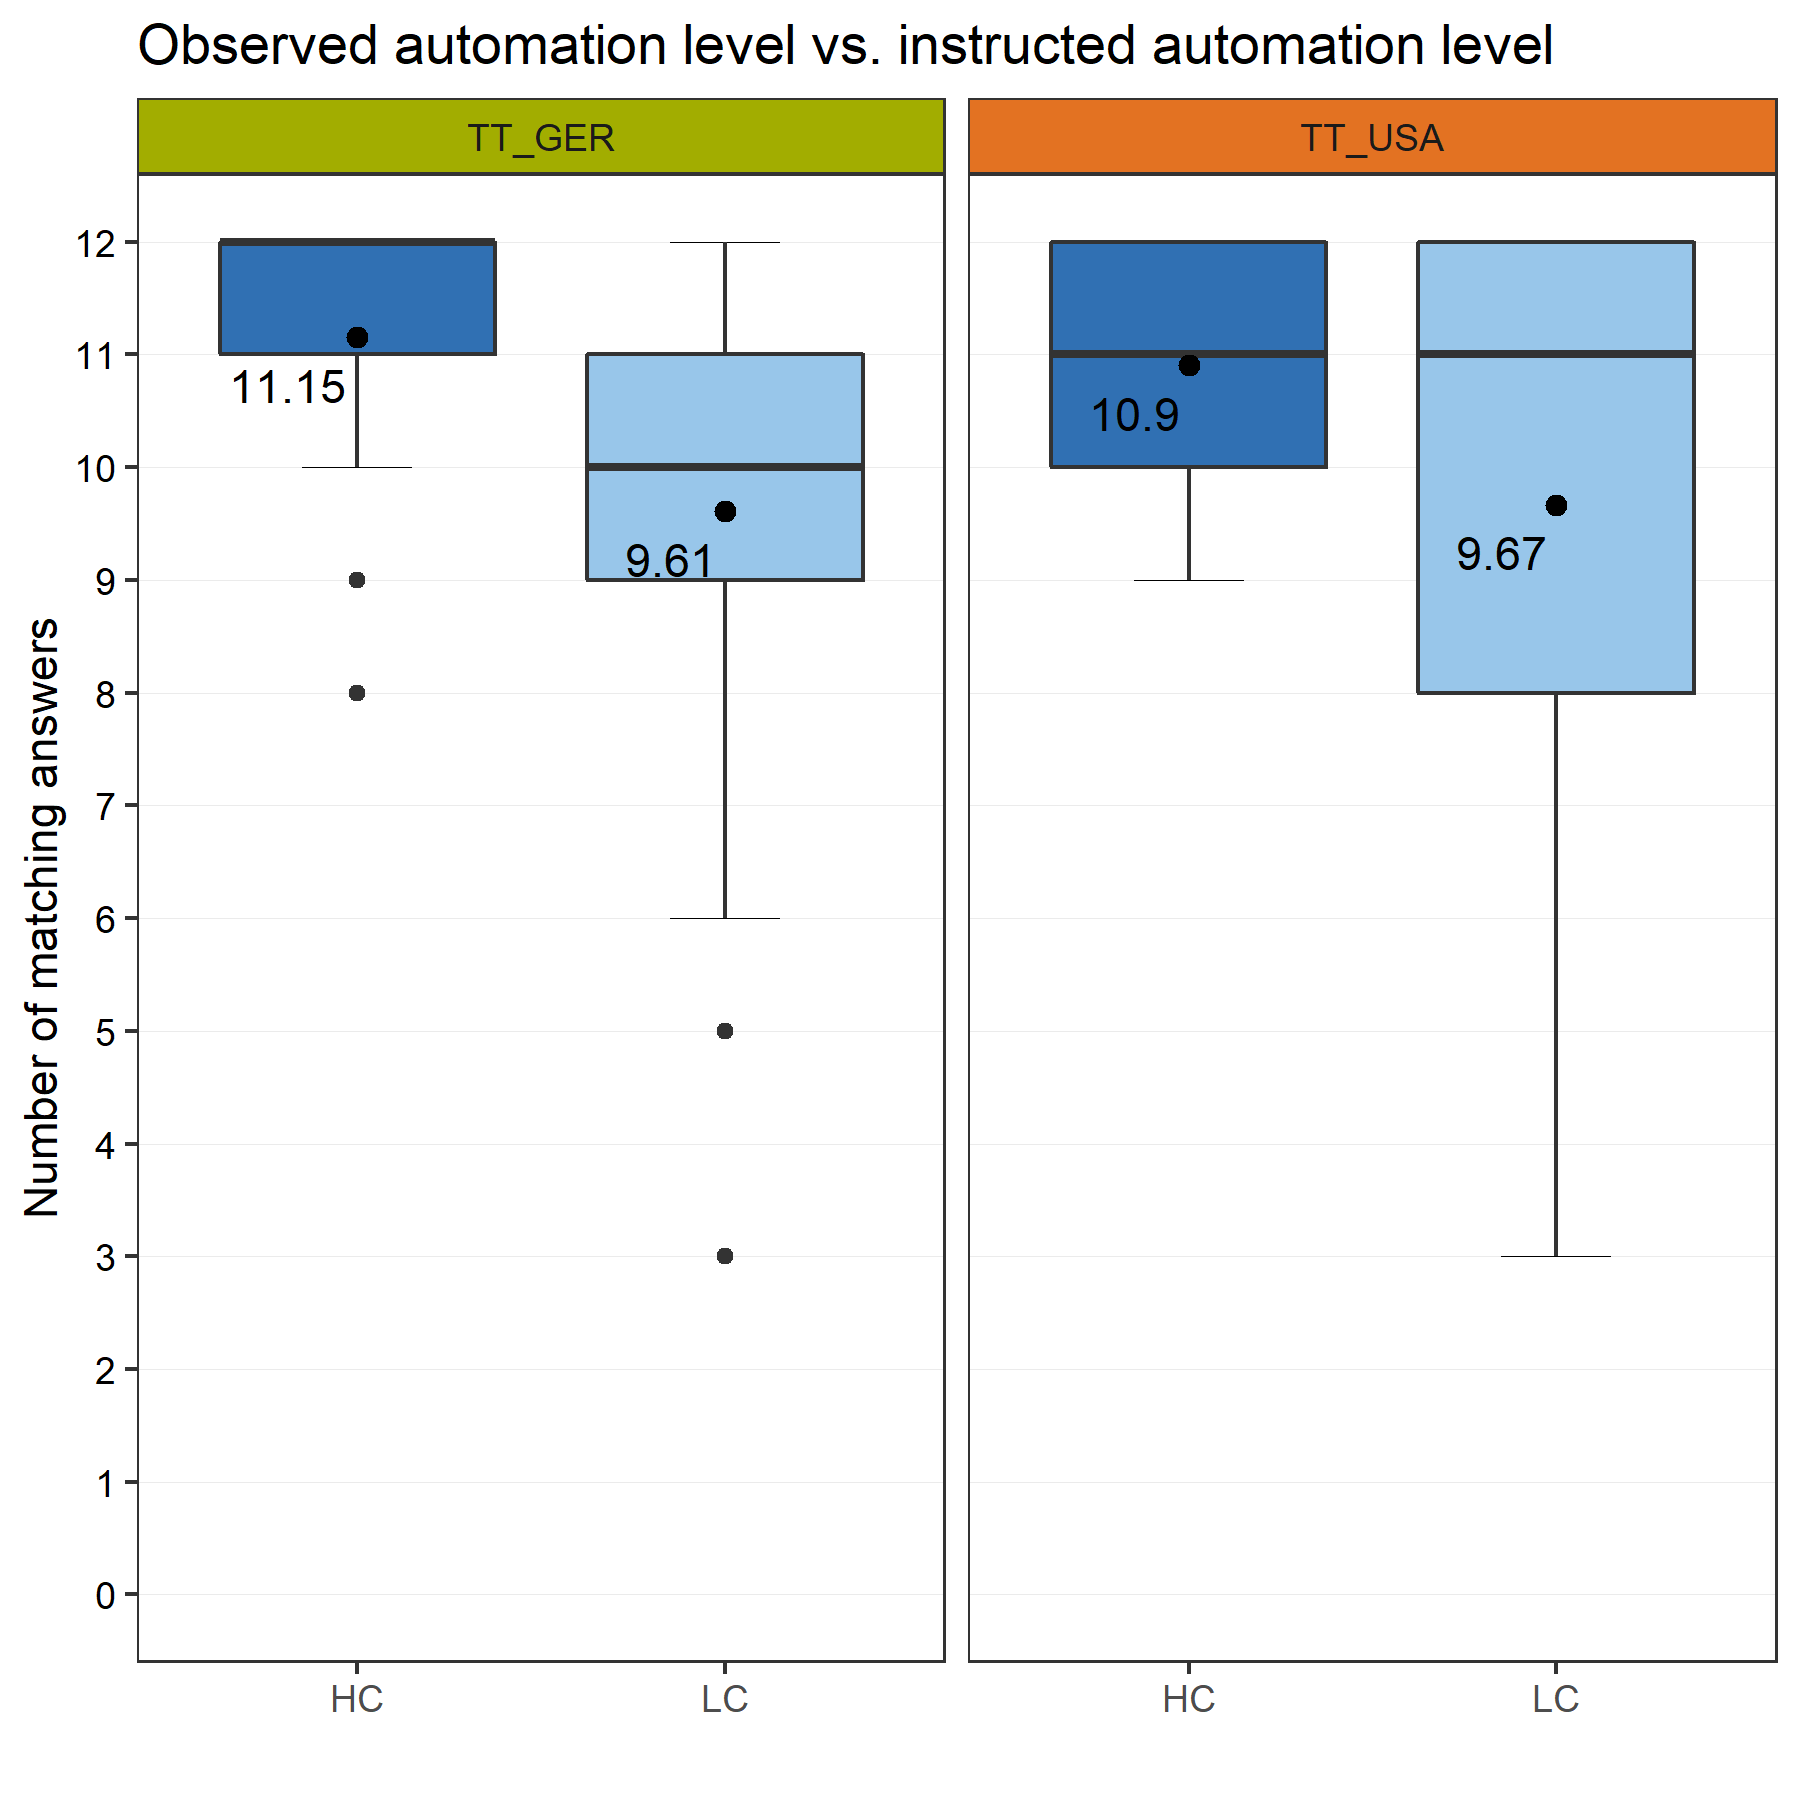 Observed automation level vs. instructed automation level
TT_GER
TT_USA
Number of matching answers
12
11
10
9
8
7
6
5
4
3
2
1
0
11.15
9.61
10.9
9.67
HC
LC
HC
LC